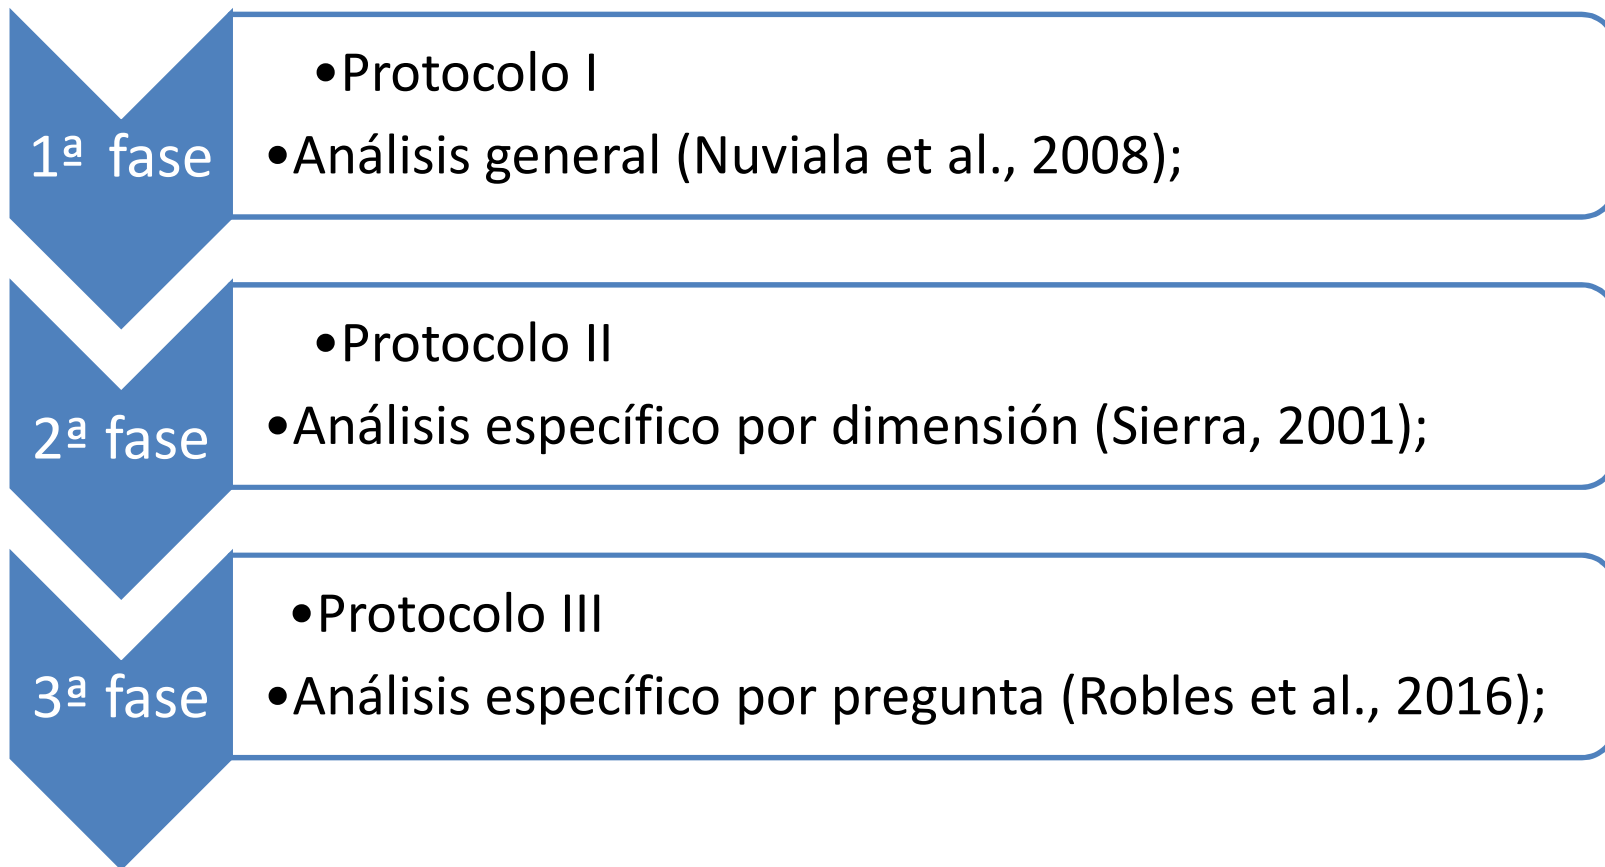 1ª fase
•Protocolo I
•Análisis general (Nuviala et al., 2008);
2ª fase
•Protocolo II
•Análisis específico por dimensión (Sierra, 2001);
3ª fase
•Protocolo III
•Análisis específico por pregunta (Robles et al., 2016);